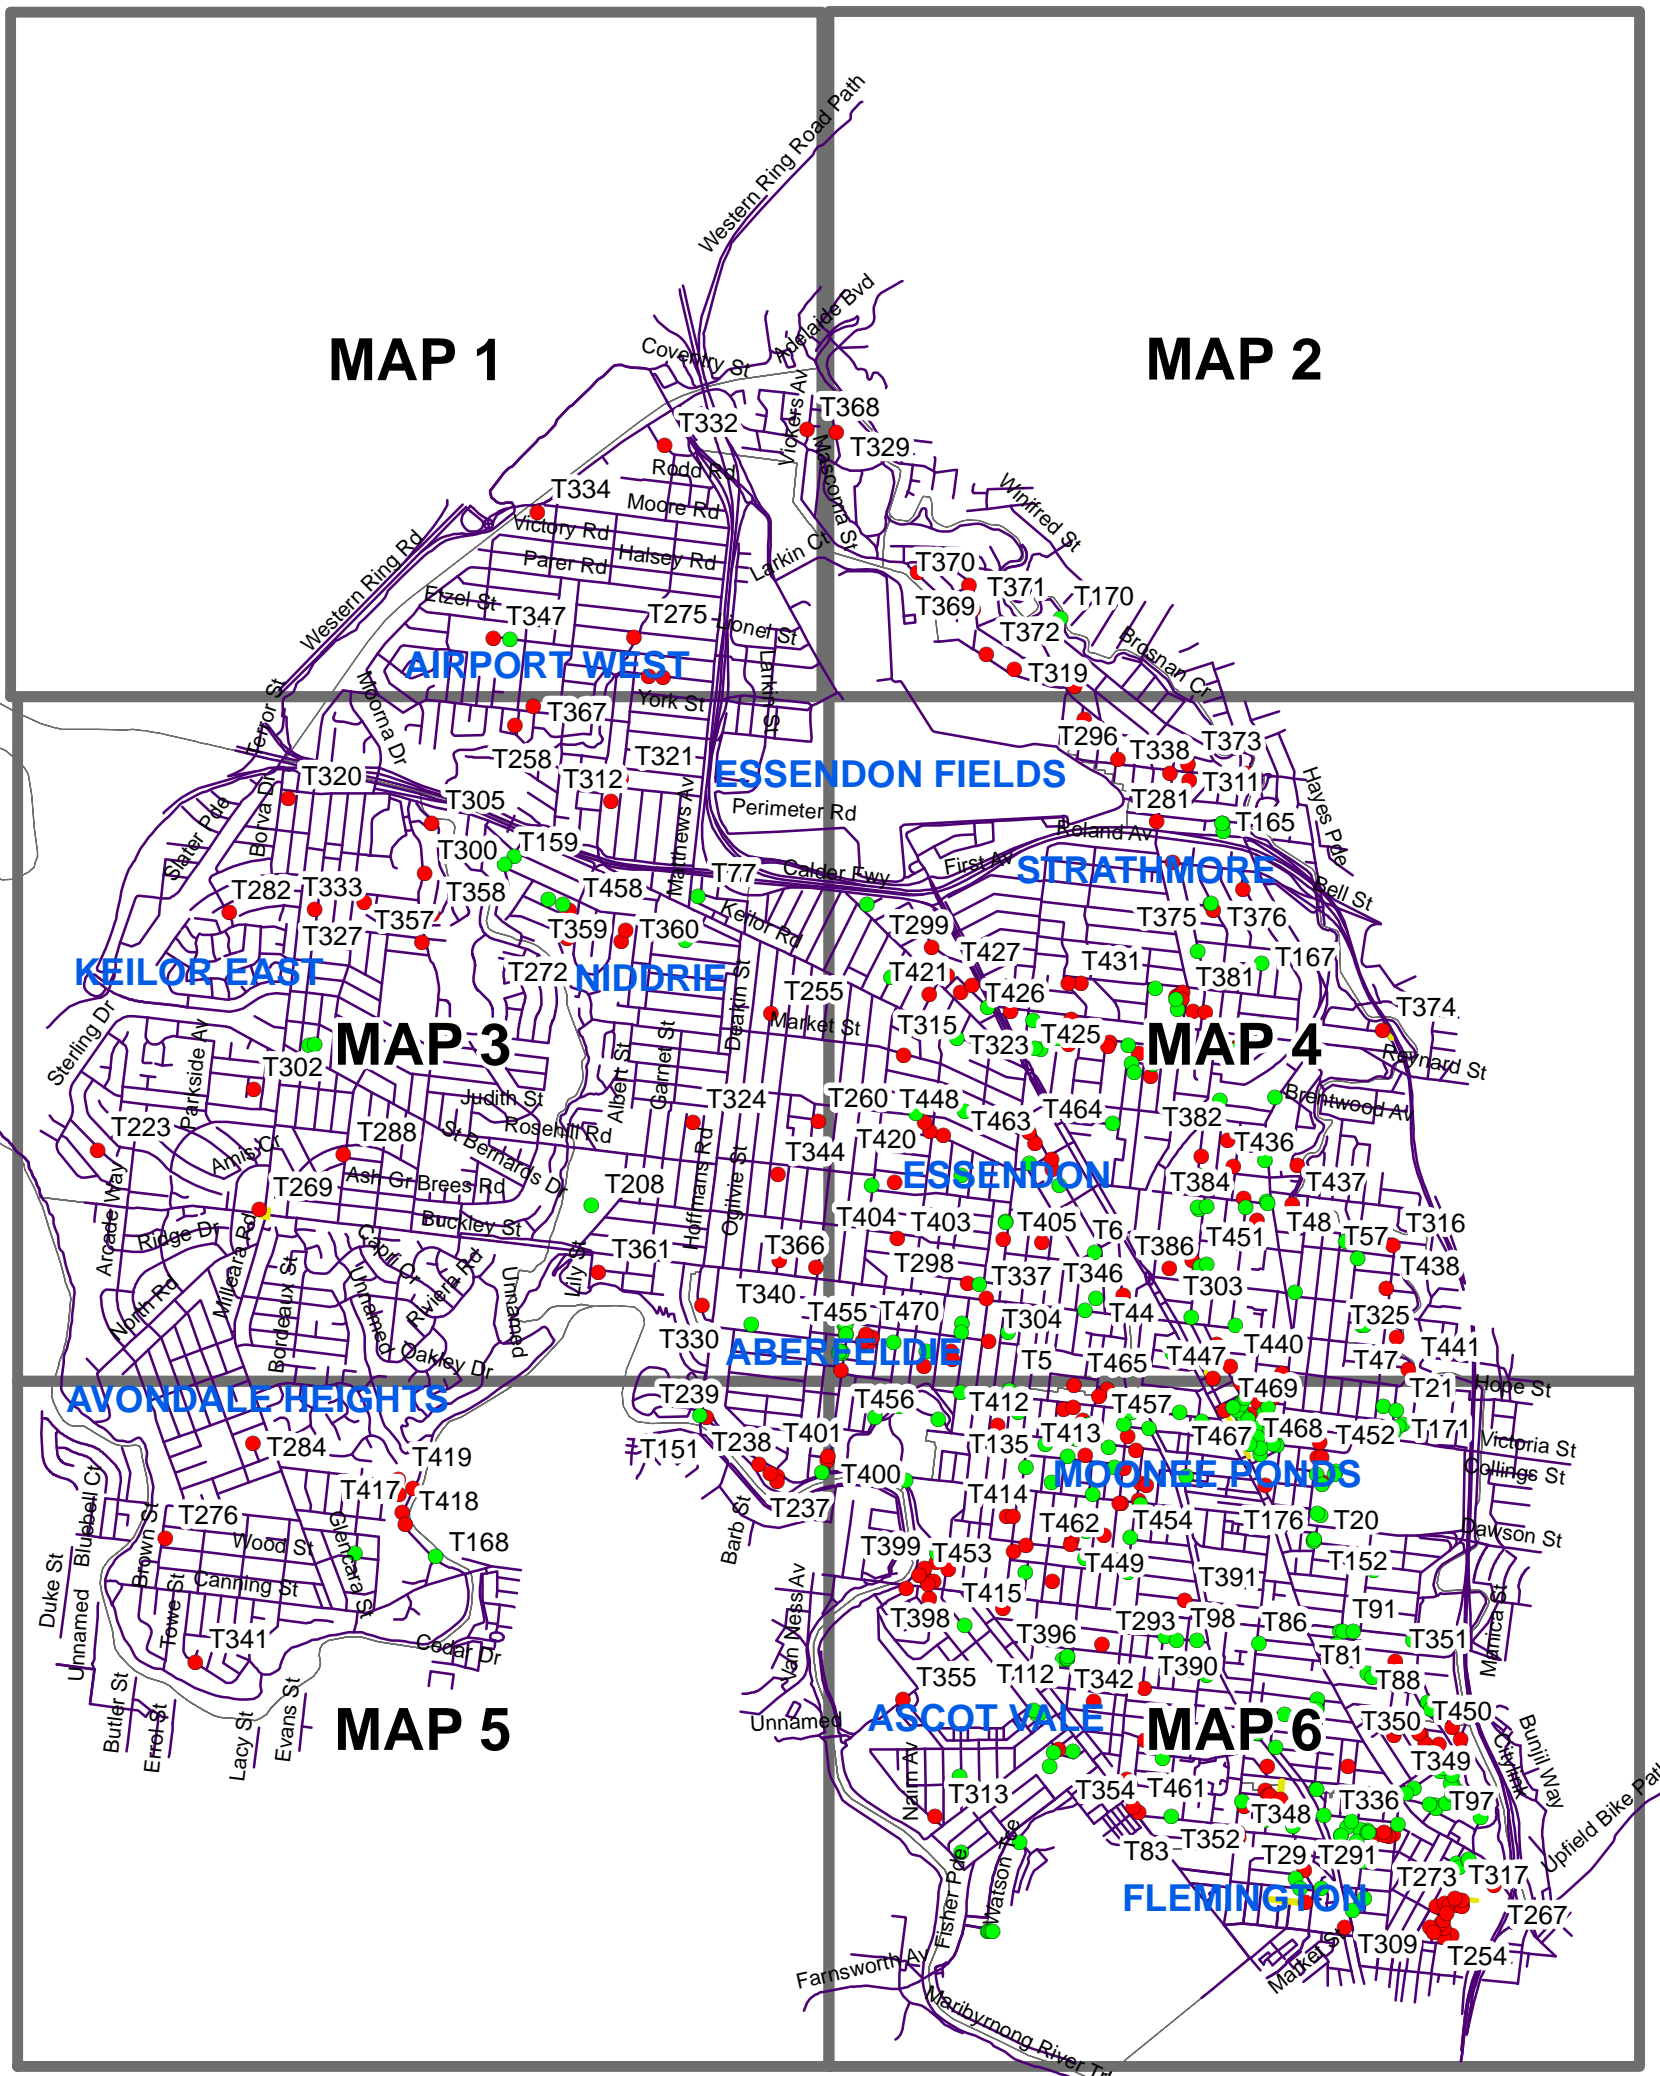 Western Ring Road Path
Adelaide Bvd
MAP 1
MAP 2
Coventry St
Vickers Av
T368
T332
T329
Mascoma St
Rodd Rd
Winifred St
T334
Moore Rd
Victory Rd
Western Ring Rd
Halsey Rd
Parer Rd
Larkin Ct
T370
T371
T170
Etzel St
T369
T347
T275
Lionel St
T372
Brosnan Cr
AIRPORT WEST
T319
Larkin St
York St
Terror St
Mooma Dr
T367
T296
T338
T373
T258
T321
T312
ESSENDON FIELDS
T320
T311
Hayes Pde
T305
T281
Perimeter Rd
Borva Dr
Slater Pde
Matthews Av
T165
Roland Av
T300
T159
First Av
Calder Fwy
STRATHMORE
T77
Bell St
T282
T333
T358
T458
T357
Keilor Rd
T375
T376
T299
T327
T359
T360
T427
T431
T167
KEILOR EAST
T272
NIDDRIE
T421
T381
Deakin St
T255
T426
T374
Market St
T315
T323
T425
MAP 3
MAP 4
Sterling Dr
Reynard St
T302
Parkside Av
Albert St
Garnet St
Judith St
T324
T260
T448
T464
Brentwood Av
T223
T288
Rosehill Rd
T463
T382
T420
St Bernards Dr
T436
Amis Cr
T344
Hoffmans Rd
Ogilvie St
ESSENDON
Ash Gr
Brees Rd
T269
T208
T384
T437
Arcade Way
Buckley St
T404
T403
T405
T6
T48
T57
T316
Ridge Dr
Milleara Rd
Capril Cr
T361
T366
T386
T451
T438
Lily St
T298
T337
T346
T303
North Rd
Bordeaux St
Unnamed
Riviera Rd
Unnamed
T340
T455
T470
T304
T44
T325
T330
ABERFELDIE
T440
T441
Oakley Dr
T5
T465
T447
T47
AVONDALE HEIGHTS
T239
T456
T412
T469
T21
Hope St
T457
T284
T419
T151
T238
T401
T135
T413
T467
T468
T452
T171
Victoria St
Collings St
T417
T418
T400
MOONEE PONDS
Bluebell Ct
T276
T237
T414
Brown St
Wood St
Glencara St
T168
Barb St
T462
T454
T176
T20
Dawson St
T399
T453
T449
T152
Duke St
Canning St
Unnamed
Towe St
Van Ness Av
T415
T391
Monica St
T398
T293
T98
T86
T91
T341
Cedar Dr
T396
T81
T351
T355
T112
T342
T390
T88
Butler St
Errol St
Lacy St
Evans St
MAP 5
Unnamed
ASCOT VALE
MAP 6
T350
T450
Bunjil Way
Citylink
T349
Nairn Av
T313
T354
T461
T336
T97
T348
Upfield Bike Path
T83
T352
T29
T291
Watson Tce
T273
T317
FLEMINGTON
Fisher Pde
T267
T309
T254
Market St
Farnsworth Av
Maribyrnong River Trl